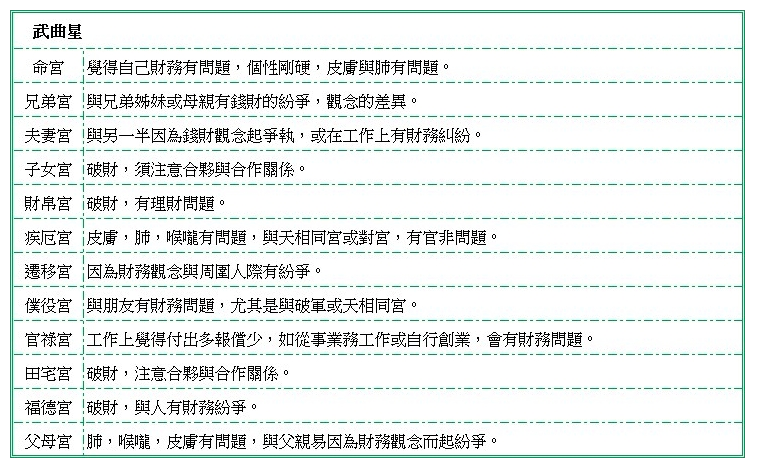 武曲星
命宮 覺得自己財務有問題，個性剛硬，皮膚與肺有問題。
兄弟宮 與兄弟姊妹或母親有錢財的紛爭，觀念的差異。
夫妻宮 與另一半因為錢財觀念起爭執，或在工作上有財務糾紛。
子女宮 破財，須注意合夥與合作關係。
財帛宮 破財，有理財問題。
疾厄宮 皮膚，肺，喉嚨有問題，與天相同宮或對宮，有官非問題。
遷移宮 因為財務觀念與周圍人際有紛爭。
僕役宮 與朋友有財務問題，尤其是與破軍或天相同宮。
官祿宮 工作上覺得付出多報償少，如從事業務工作或自行創業，會有財務問題。
田宅宮 破財，注意合夥與合作關係。
福德宮 破財，與人有財務紛爭。
父母宮 肺，喉嚨，皮膚有問題，與父親易因為財務觀念而起紛爭。